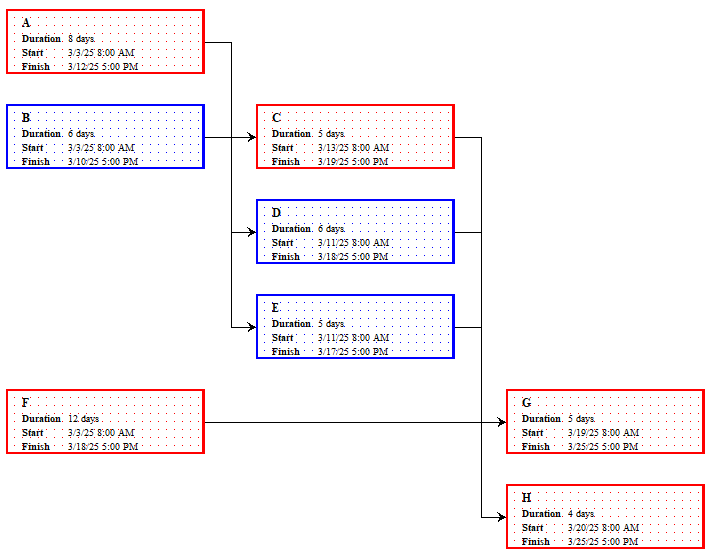 A
Duration 8 days
Start 3/3/25 8:00 AM
Finish 3/12/25 5:00 PM
B
Duration 6 days
Start 3/3/25 8:00 AM
Finish 3/10/25 5:00 PM
C
Duration 5 days
Start 3/13/25 8:00 AM
Finish 3/19/25 5:00 PM
D
Duration 6 days
Start 3/11/25 8:00 AM
Finish 3/18/25 5:00 PM
E
Duration 5 days
Start 3/11/25 8:00 AM
Finish 3/17/25 5:00 PM
F
Duration 12 days
Start 3/3/25 8:00 AM
Finish 3/18/25 5:00 PM
G
Duration 5 days
Start 3/19/25 8:00 AM
Finish 3/25/25 5:00 PM
H
Duration 4 days
Start 3/20/25 8:00 AM
Finish 3/25/25 5:00 PM